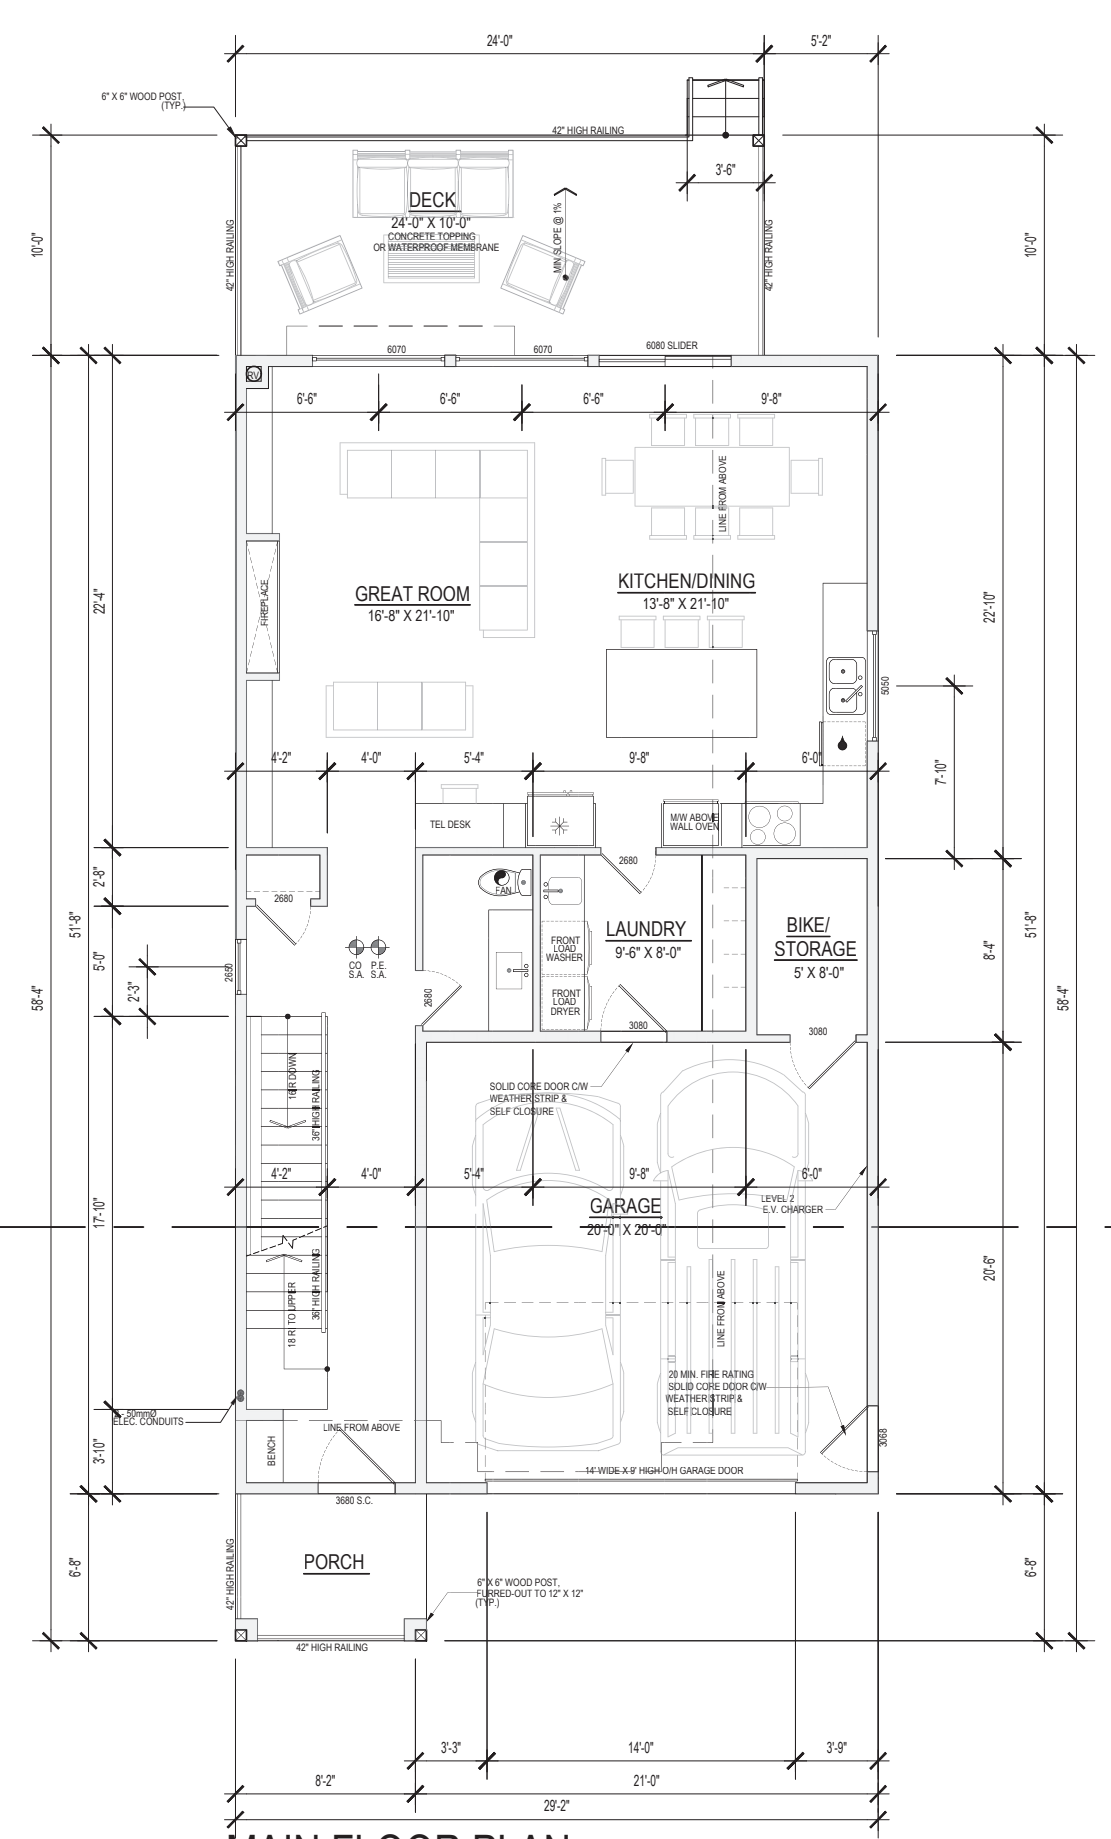 24'-0"
5'-2"
6" X 6" WOOD POST,
(TYP.)
42" HIGH RAILING
3'-6"
DECK
24'-0" X 10'-0"
CONCRETE TOPPING
OR WATERPROOF MEMBRANE
MIN SLOPE @ 1%
42" HIGH RAILING
42" HIGH RAILING
10'-0"
10'-0"
6070
6070
6080 SLIDER
RV
6'-6"
6'-6"
6'-6"
9'-8"
LINE FROM ABOVE
FIREPLACE
GREAT ROOM
16'-8" X 21'-10"
KITCHEN/DINING
13'-8" X 21'-10"
22'-4"
22'-10"
5050
7'-10"
4'-2"
4'-0"
5'-4"
9'-8"
6'-0"
TEL DESK
M/W ABOVE
WALL OVEN
2680
2680
FAN
2'-8"
51'-8"
5'-0"
2'-3"
58'-4"
2650
CO
S.A.
P.E.
S.A.
2680
FRONT
LOAD
WASHER
FRONT
LOAD
DRYER
LAUNDRY
9'-6" X 8'-0"
3080
BIKE/
STORAGE
5' X 8'-0"
3080
8'-4"
51'-8"
58'-4"
16 R DOWN
36" HIGH RAILING
SOLID CORE DOOR C/W
WEATHER STRIP &
SELF CLOSURE
4'-2"
4'-0"
5'-4"
9'-8"
6'-0"
GARAGE
20'-0" X 20'-0"
LEVEL 2
E.V. CHARGER
17'-10"
20'-6"
18 R TO UPPER
36" HIGH RAILING
LINE FROM ABOVE
20 MIN. FIRE RATING
SOLID CORE DOOR C/W
WEATHER STRIP &
SELF CLOSURE
3068
- 50mmØ
ELEC. CONDUITS
LINE FROM ABOVE
3'-10"
BENCH
14' WIDE X 9' HIGH O/H GARAGE DOOR
3680 S.C.
PORCH
42" HIGH RAILING
6'-8"
6'-8"
6" X 6" WOOD POST,
FURRED-OUT TO 12" X 12"
(TYP.)
42" HIGH RAILING
3'-3"
14'-0"
3'-9"
8'-2"
21'-0"
29'-2"
MAIN FLOOR PLAN